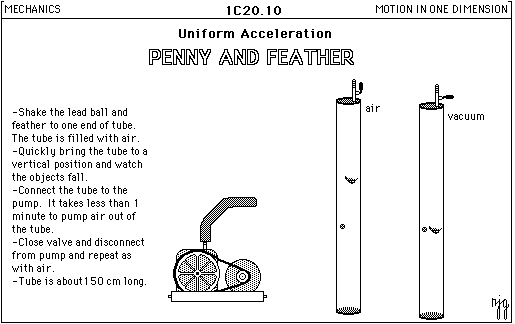 MECHANICS
1C20.10
MOTION IN ONE DIMENSION
Uniform Acceleration
PENNY AND FEATHER
-Shake the lead ball and
feather to one end of tube.
The tube is filled with air.
-Quickly bring the tube to a
vertical position and watch
the objects fall.
-Connect the tube to the
pump. It takes less than 1
minute to pump air out of
the tube.
-Close valve and disconnect
from pump and repeat as
with air.
-Tube is about150 cm long.
air
vacuum